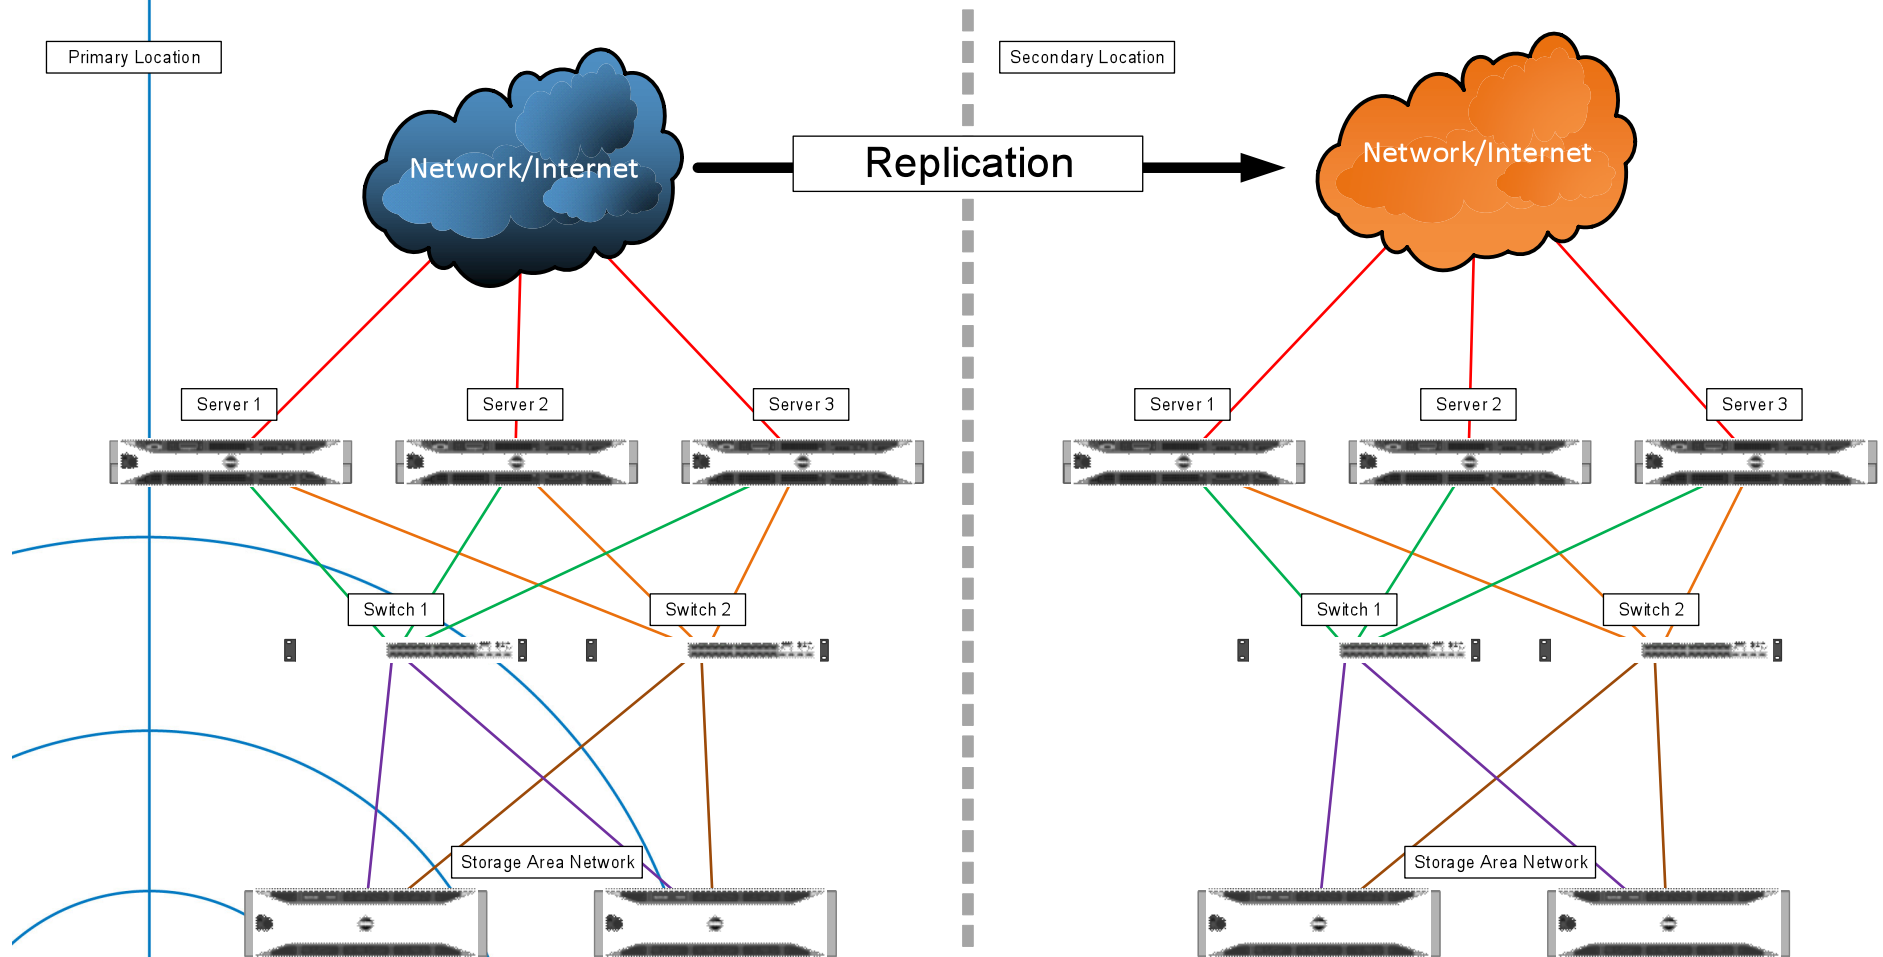 Primary Location
Secondary Location
Network/Internet
Replication
Network/Internet
Server 1
Server 2
Server 3
Server 1
Server 2
Server 3
Switch 1
Switch 2
Switch 1
Switch 2
Storage Area Network
Storage Area Network